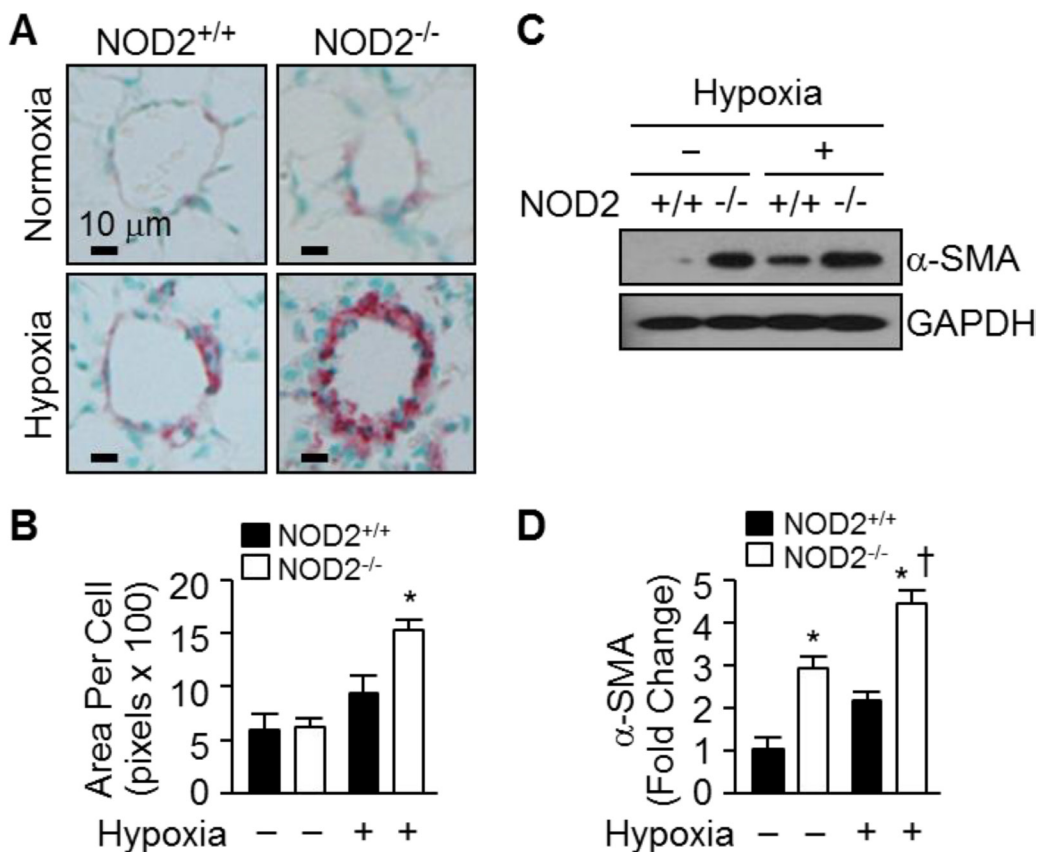 A
NOD2+/+ NOD2-/-
Normoxia
10 μm
Hypoxia
B
NOD2+/+
NOD2-/-
Area Per Cell
(pixels x 100)
20
15
10
5
0
*
Hypoxia – – + +
C
Hypoxia
– +
NOD2 +/+ -/- +/+ -/-
α-SMA
GAPDH
D
NOD2+/+
NOD2-/-
α-SMA
(Fold Change)
5
4
3
2
1
0
*
* †
Hypoxia – – + +